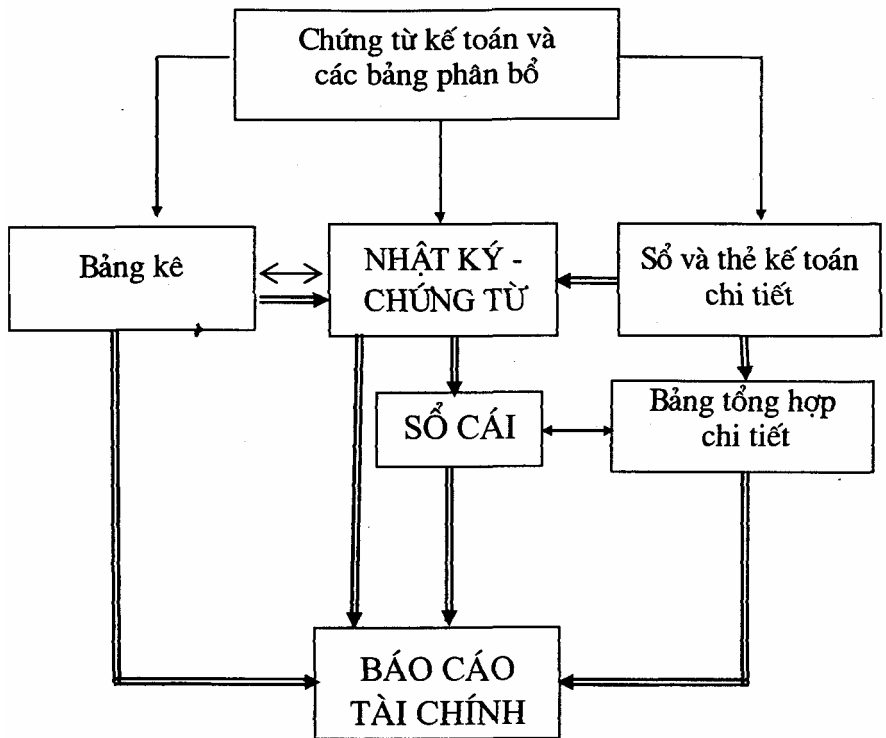 Chứng từ kế toán và
các bảng phân bổ
Bảng kê
NHẬT KÝ -
CHỨNG TỪ
Sổ và thẻ kế toán
chi tiết
SỔ CÁI
Bảng tổng hợp
chi tiết
BÁO CÁO
TÀI CHÍNH